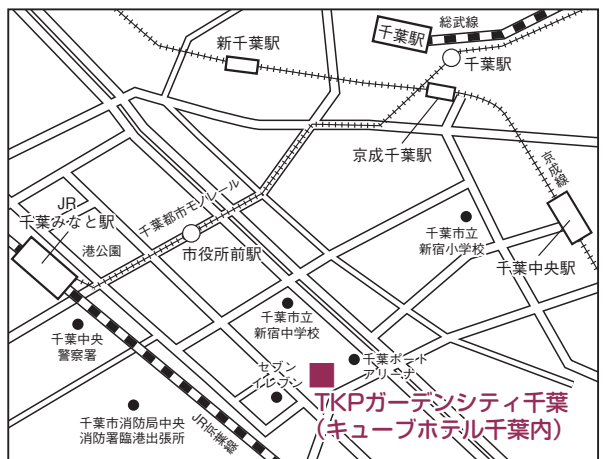 総武線
千葉駅
新千葉駅
千葉駅
京成千葉駅
京成線
千葉都市モノレール
JR
千葉みなと駅
港公園
市役所前駅
千葉市立
新宿小学校
千葉中央駅
千葉市立
新宿中学校
千葉中央
警察署
セブン
イレブン
千葉ポート
アリーナ
TKPガーデンシティ千葉
(キューブホテル千葉内)
千葉市消防局中央
消防署臨港出張所
JR京葉線